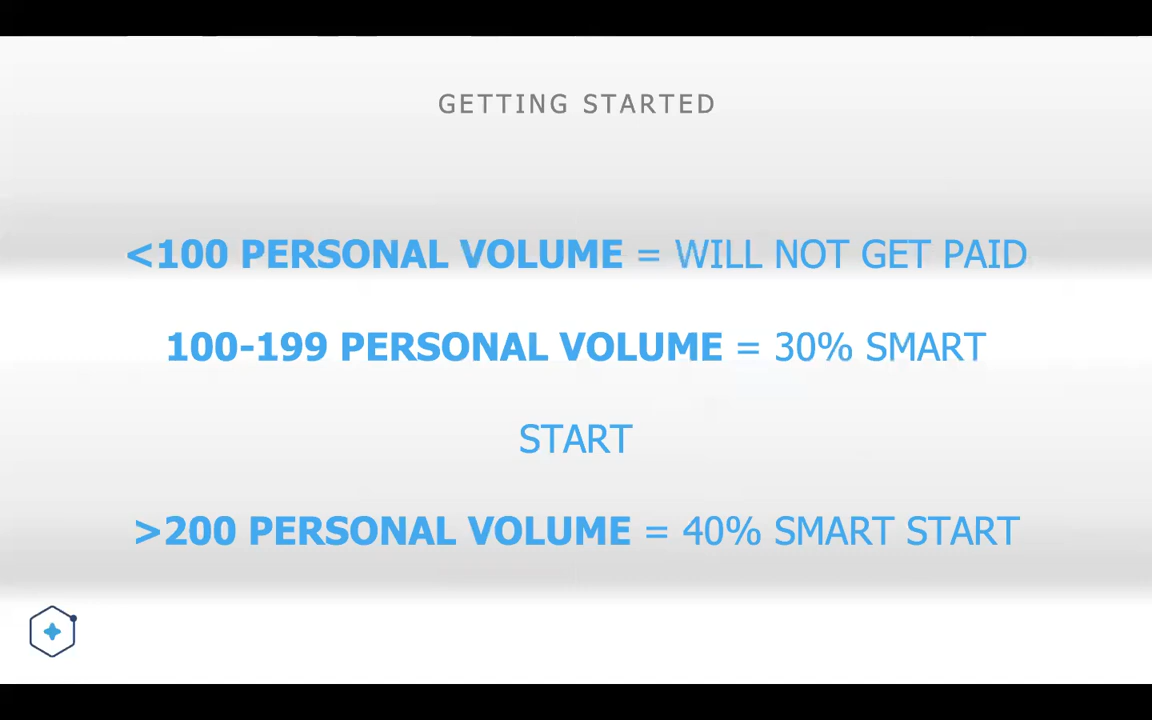 GETTING STARTED
<100 PERSONAL VOLUME = WILL NOT GET PAID
100-199 PERSONAL VOLUME = 30% SMART
START
>200 PERSONAL VOLUME = 40% SMART START